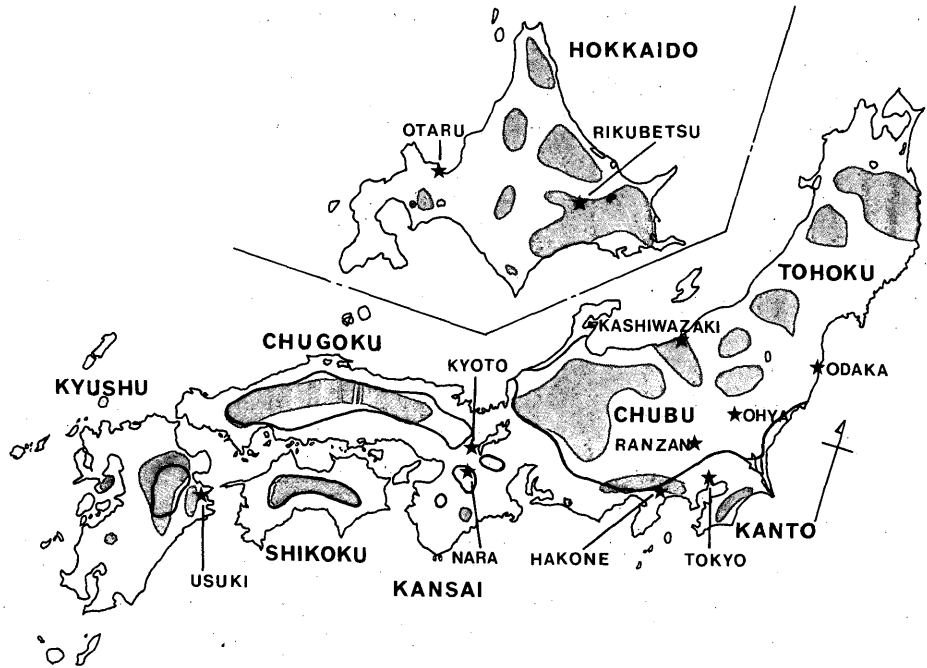 HOKKAIDO
OTARU
RIKUBETSU
TOHOKU
KASHIWAZAKI
CHUGOKU
KYOTO
ODAKA
KYUSHU
CHUBU
OHYA
RANZAN
KANTO
SHIKOKU
NARA
HAKONE
TOKYO
USUKI
KANSAI